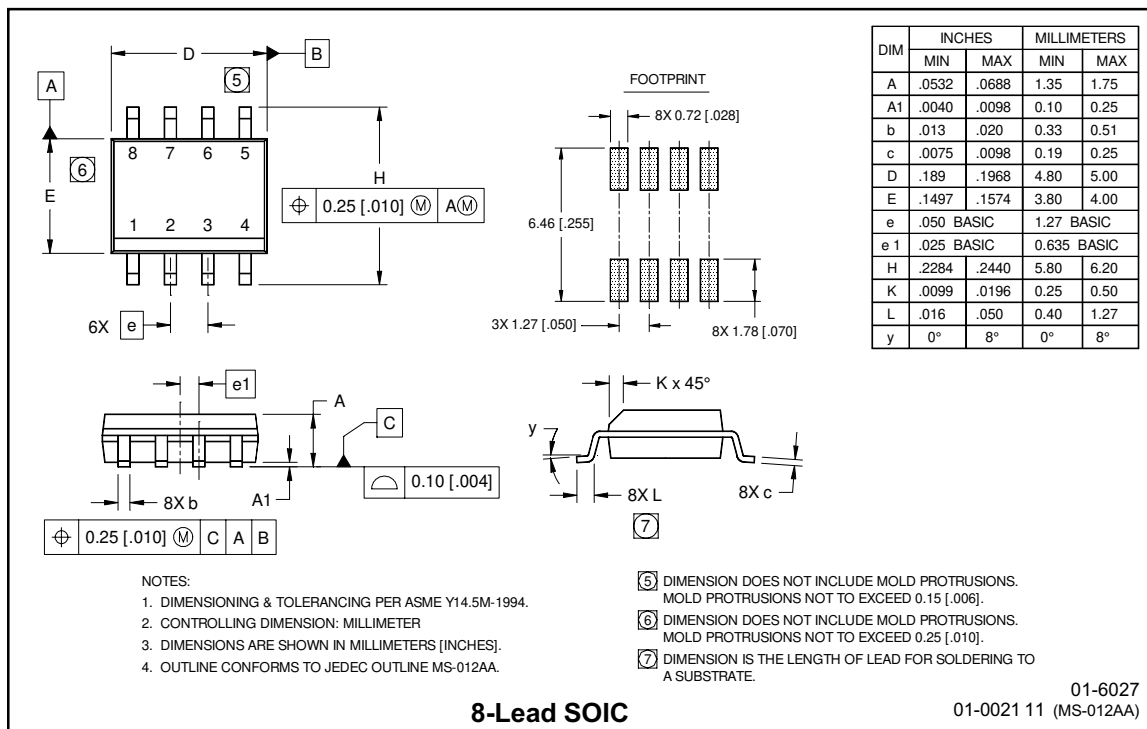 D
B
5
A
8 7 6 5
6
E
1 2 3 4
H
⌖ 0.25 [.010] Ⓜ AⓂ
6X e
FOOTPRINT
8X 0.72 [.028]
6.46 [.255]
3X 1.27 [.050]
8X 1.78 [.070]
DIM INCHES MILLIMETERS
MIN MAX MIN MAX
A .0532 .0688 1.35 1.75
A1 .0040 .0098 0.10 0.25
b .013 .020 0.33 0.51
c .0075 .0098 0.19 0.25
D .189 .1968 4.80 5.00
E .1497 .1574 3.80 4.00
e .050 BASIC 1.27 BASIC
e 1 .025 BASIC 0.635 BASIC
H .2284 .2440 5.80 6.20
K .0099 .0196 0.25 0.50
L .016 .050 0.40 1.27
y 0° 8° 0° 8°
e1
A
C
A1
8X b
⌓ 0.10 [.004]
⌖ 0.25 [.010] Ⓜ C A B
K x 45°
y
8X L
7
8X c
NOTES:
1. DIMENSIONING & TOLERANCING PER ASME Y14.5M-1994.
2. CONTROLLING DIMENSION: MILLIMETER
3. DIMENSIONS ARE SHOWN IN MILLIMETERS [INCHES].
4. OUTLINE CONFORMS TO JEDEC OUTLINE MS-012AA.
5 DIMENSION DOES NOT INCLUDE MOLD PROTRUSIONS.
MOLD PROTRUSIONS NOT TO EXCEED 0.15 [.006].
6 DIMENSION DOES NOT INCLUDE MOLD PROTRUSIONS.
MOLD PROTRUSIONS NOT TO EXCEED 0.25 [.010].
7 DIMENSION IS THE LENGTH OF LEAD FOR SOLDERING TO
A SUBSTRATE.
8-Lead SOIC
01-6027
01-0021 11 (MS-012AA)